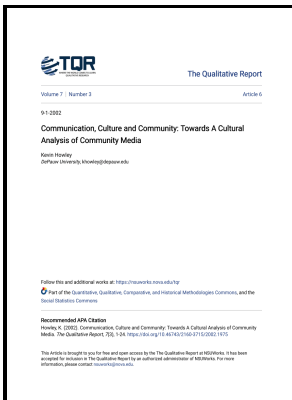 TQR
The Qualitative Report
Volume 7 | Number 3
Article 6
9-1-2002
Communication, Culture and Community: Towards A Cultural
Analysis of Community Media
Kevin Howley
DePauw University, khowley@depauw.edu
Follow this and additional works at: https://nsuworks.nova.edu/tqr
Part of the Quantitative, Qualitative, Comparative, and Historical Methodologies Commons, and the
Social Statistics Commons
Recommended APA Citation
Howley, K. (2002). Communication, Culture and Community: Towards A Cultural Analysis of Community
Media. The Qualitative Report, 7(3), 1-24. https://doi.org/10.46743/2160-3715/2002.1975
This Article is brought to you for free and open access by the The Qualitative Report at NSUWorks. It has been
accepted for inclusion in The Qualitative Report by an authorized administrator of NSUWorks. For more
information, please contact nsuworks@nova.edu.